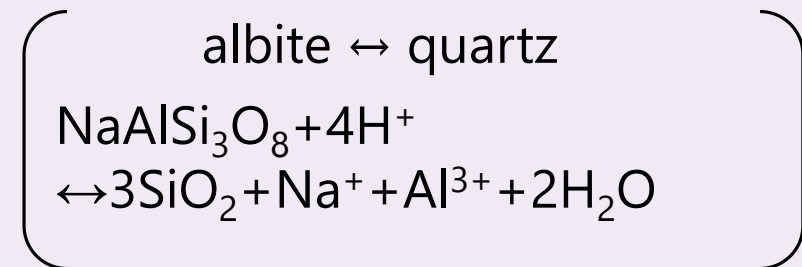 albite ↔ quartz
NaAlSi₃O₈+4H⁺
↔3SiO₂+Na⁺+Al³⁺+2H₂O